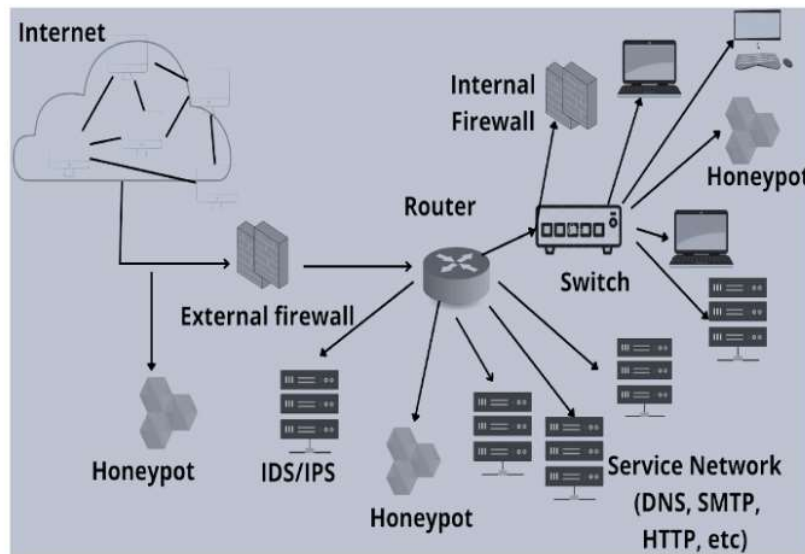 Internet
Internal
Firewall
Honeypot
Router
Switch
External firewall
Honeypot
IDS/IPS
Honeypot
Service Network
(DNS, SMTP,
HTTP, etc)